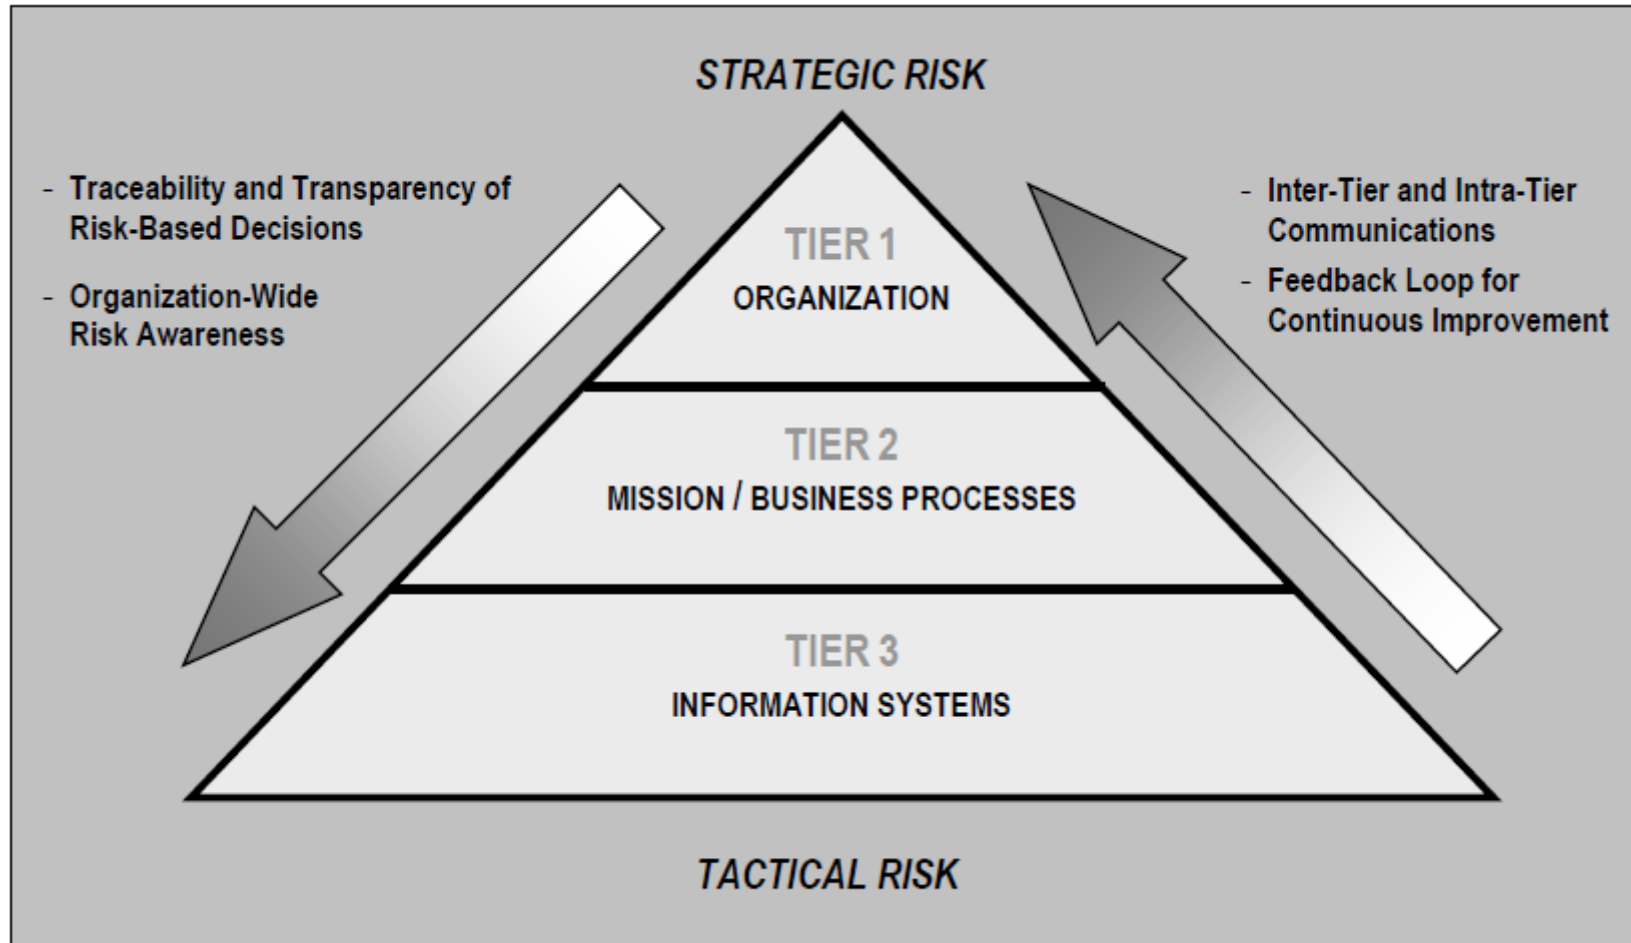 STRATEGIC RISK
- Traceability and Transparency of
Risk-Based Decisions
- Organization-Wide
Risk Awareness
- Inter-Tier and Intra-Tier
Communications
- Feedback Loop for
Continuous Improvement
TIER 1
ORGANIZATION
TIER 2
MISSION / BUSINESS PROCESSES
TIER 3
INFORMATION SYSTEMS
TACTICAL RISK